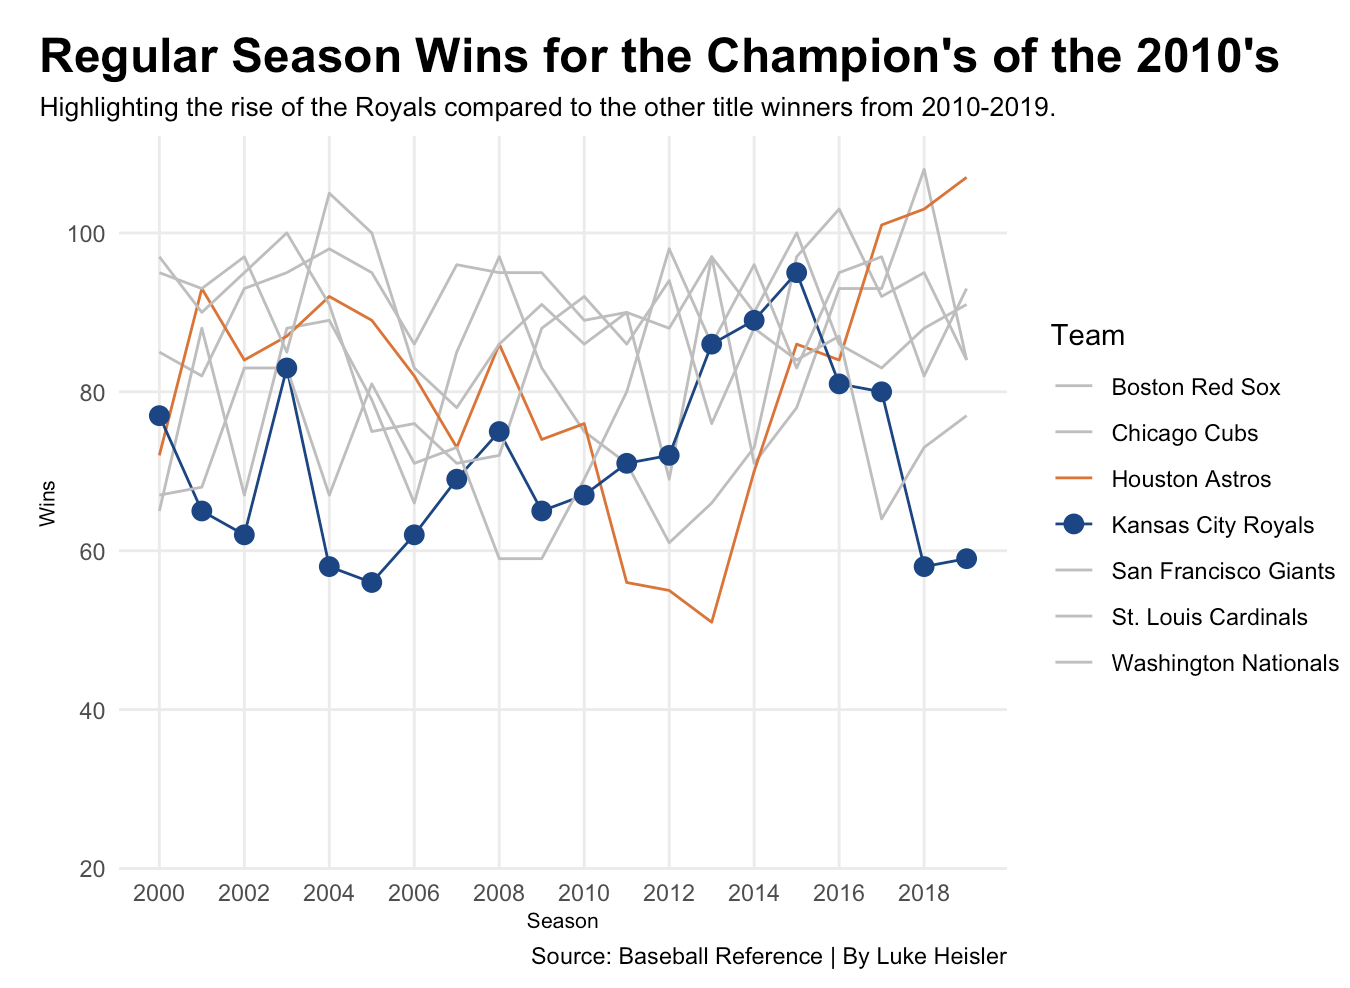 Regular Season Wins for the Champion's of the 2010's
Highlighting the rise of the Royals compared to the other title winners from 2010-2019.
100
80
60
40
20
Wins
2000 2002 2004 2006 2008 2010 2012 2014 2016 2018
Season
Team
Boston Red Sox
Chicago Cubs
Houston Astros
Kansas City Royals
San Francisco Giants
St. Louis Cardinals
Washington Nationals
Source: Baseball Reference | By Luke Heisler